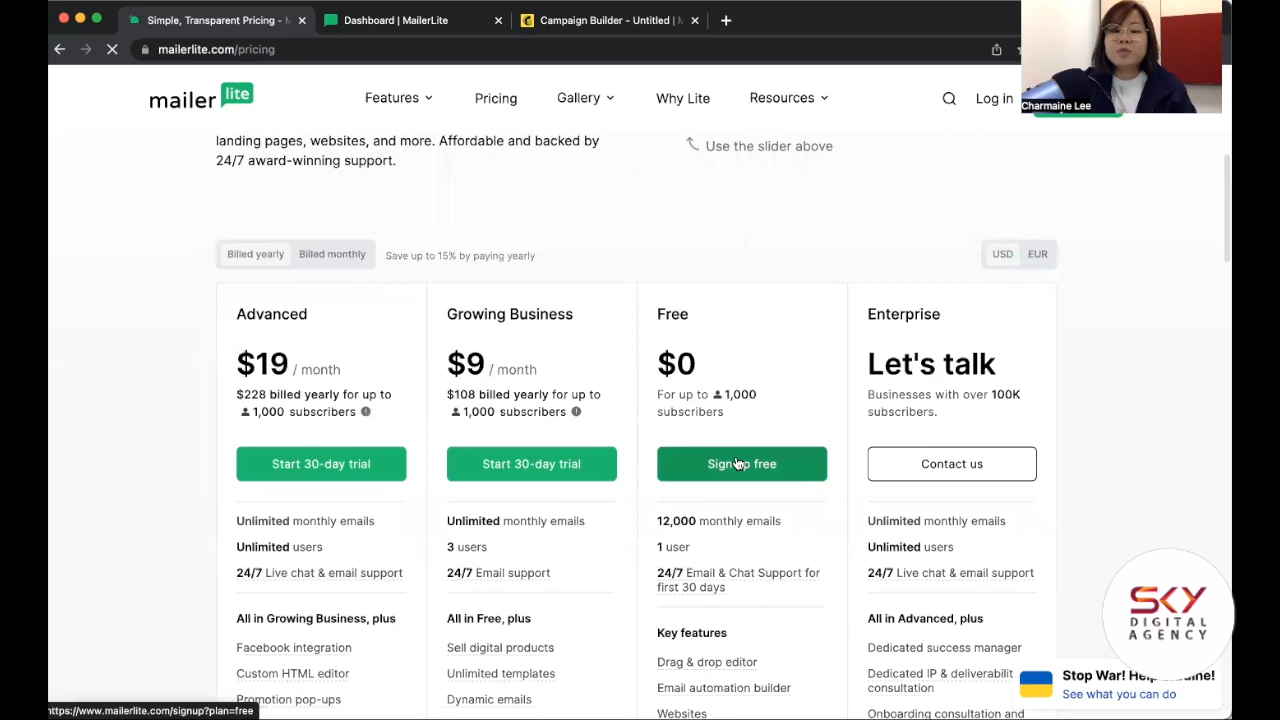 Simple, Transparent Pricing -
Dashboard | MailerLite
Campaign Builder - Untitled |
mailerlite.com/pricing
Charmaine Lee
mailer lite
Features
Pricing
Gallery
Why Lite
Resources
Log in
landing pages, websites, and more. Affordable and backed by
24/7 award-winning support.
Use the slider above
Billed yearly
Billed monthly
Save up to 15% by paying yearly
USD
EUR
Advanced
$19 / month
$228 billed yearly for up to
1,000 subscribers
Start 30-day trial
Unlimited monthly emails
Unlimited users
24/7 Live chat & email support
All in Growing Business, plus
Facebook integration
Custom HTML editor
Promotion pop-ups
Growing Business
$9 / month
$108 billed yearly for up to
1,000 subscribers
Start 30-day trial
Unlimited monthly emails
3 users
24/7 Email support
All in Free, plus
Sell digital products
Unlimited templates
Dynamic emails
Free
$0
For up to 1,000
subscribers
Sign up free
12,000 monthly emails
1 user
24/7 Email & Chat Support for
first 30 days
Key features
Drag & drop editor
Email automation builder
Websites
Enterprise
Let's talk
Businesses with over 100K
subscribers.
Contact us
Unlimited monthly emails
Unlimited users
24/7 Live chat & email support
All in Advanced, plus
Dedicated success manager
Dedicated IP &
consultation
Onboarding consultation and
SKY
DIGITAL
AGENCY
Stop War! Help Ukraine!
See what you can do
https://www.mailerlite.com/signup?plan=free